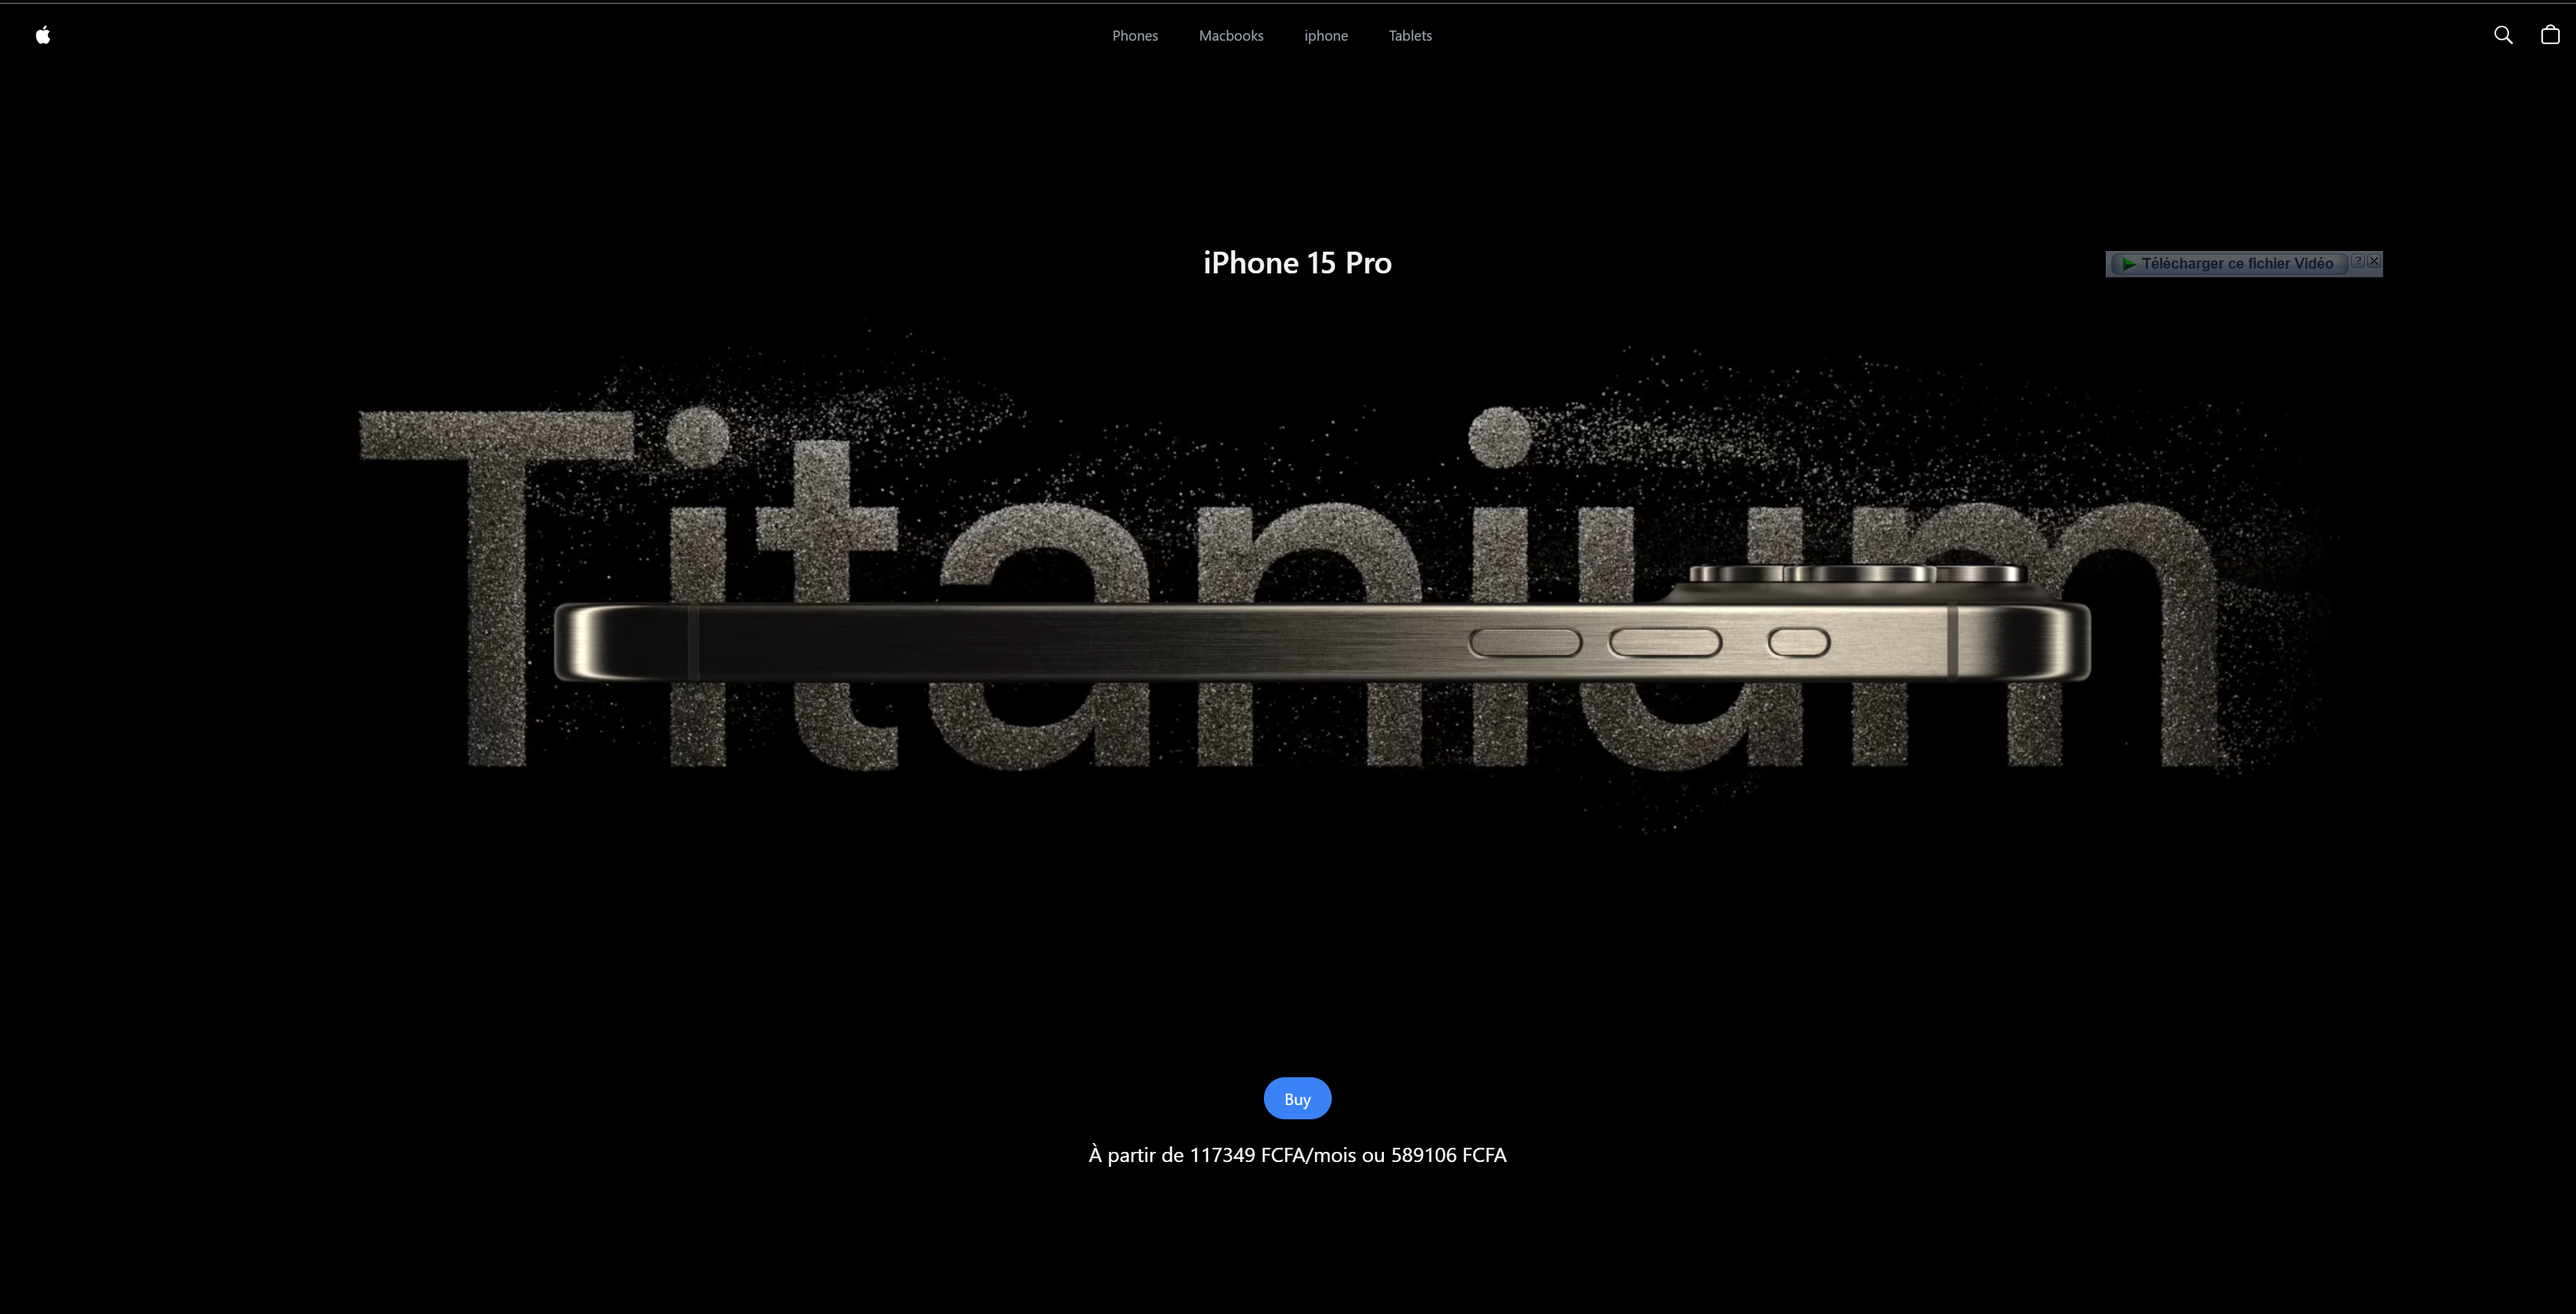 Phones Macbooks iphone Tablets
iPhone 15 Pro
Télécharger ce fichier Vidéo ? X
Titanium
Buy
À partir de 117349 FCFA/mois ou 589106 FCFA